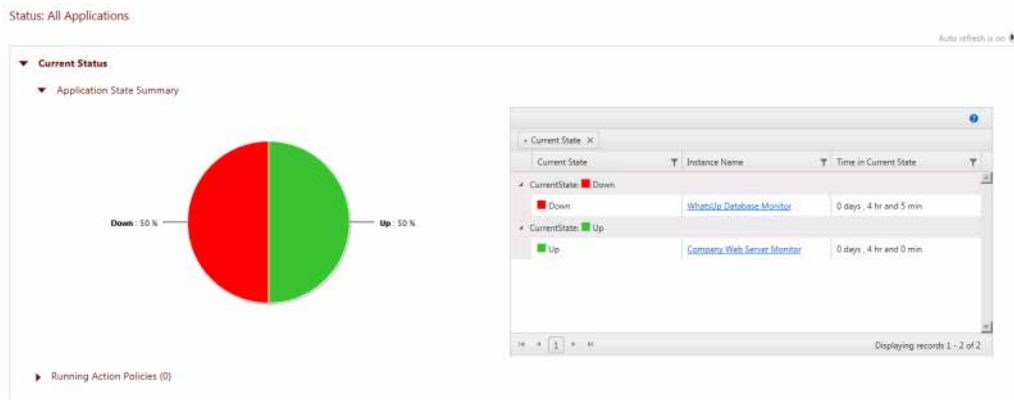 Status: All Applications
Auto refresh is on
Current Status
Application State Summary
Down : 50 %
Up : 50 %
Current State ×
Current State Instance Name Time in Current State
CurrentState: Down
Down WhatsUp Database Monitor 0 days , 4 hr and 5 min
CurrentState: Up
Up Company Web Server Monitor 0 days , 4 hr and 0 min
1 Displaying records 1 - 2 of 2
Running Action Policies (0)